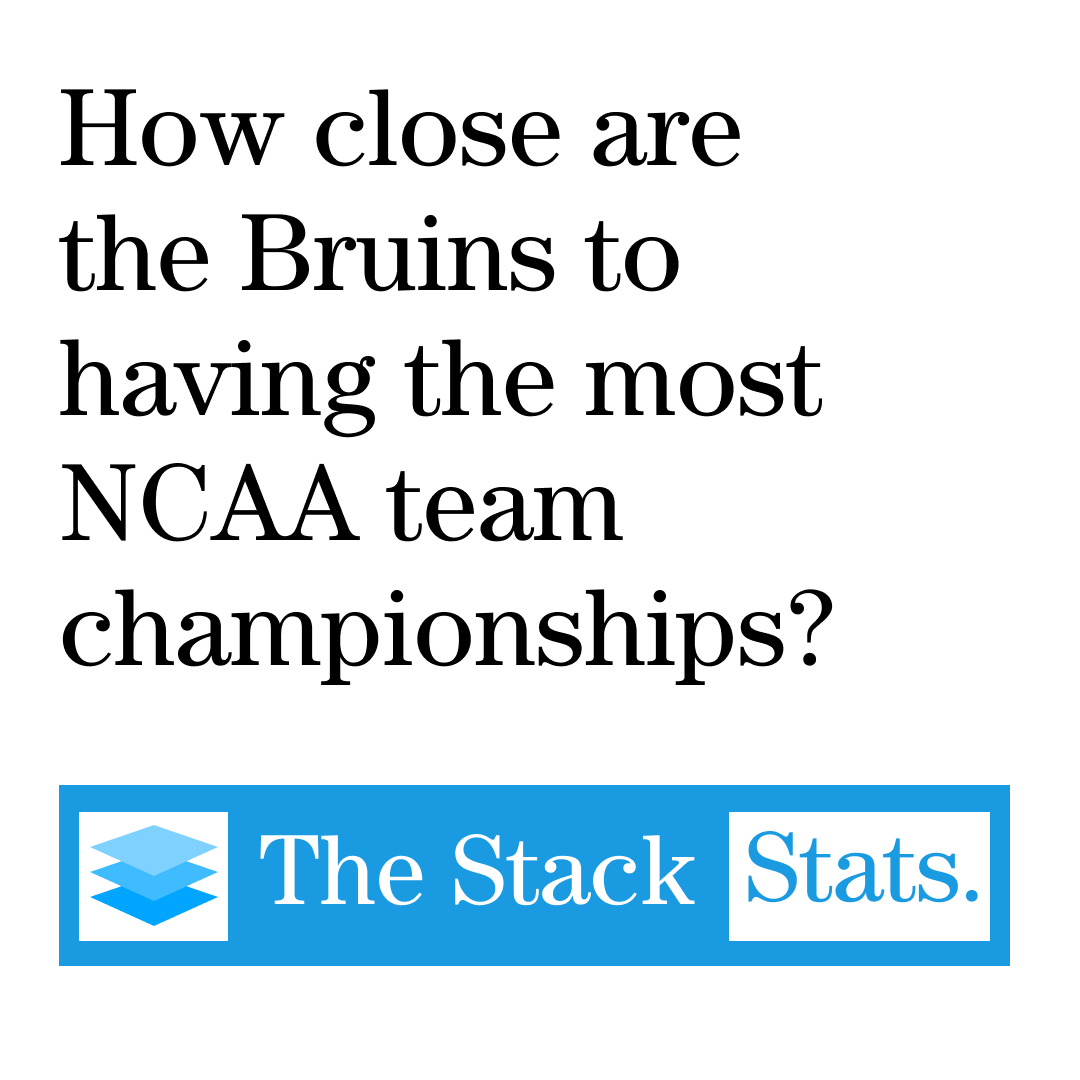 How close are
the Bruins to
having the most
NCAA team
championships?
The Stack Stats.